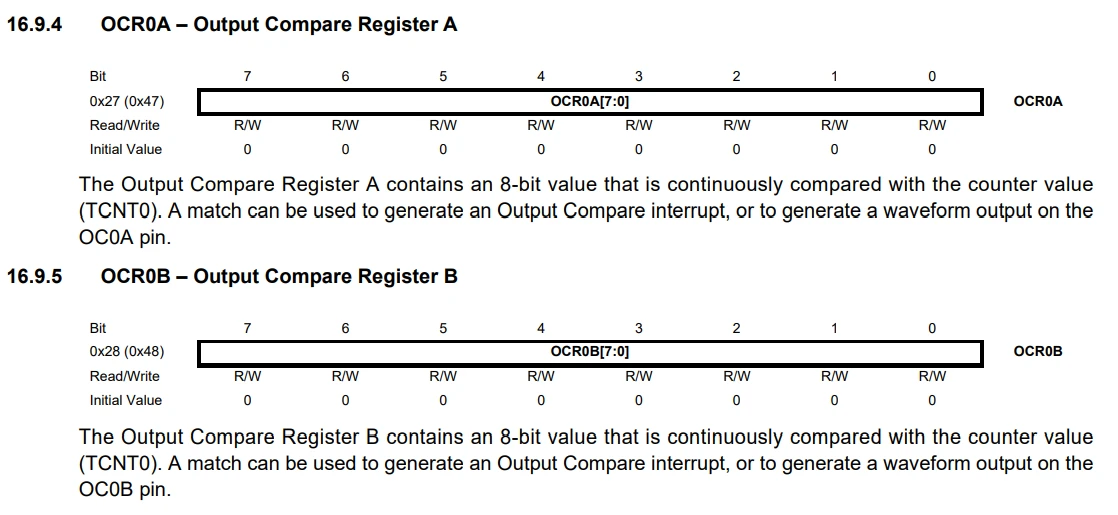 16.9.4 OCR0A – Output Compare Register A
Bit 7 6 5 4 3 2 1 0
0x27 (0x47) OCR0A[7:0] OCR0A
Read/Write R/W R/W R/W R/W R/W R/W R/W R/W
Initial Value 0 0 0 0 0 0 0 0
The Output Compare Register A contains an 8-bit value that is continuously compared with the counter value
(TCNT0). A match can be used to generate an Output Compare interrupt, or to generate a waveform output on the
OC0A pin.
16.9.5 OCR0B – Output Compare Register B
Bit 7 6 5 4 3 2 1 0
0x28 (0x48) OCR0B[7:0] OCR0B
Read/Write R/W R/W R/W R/W R/W R/W R/W R/W
Initial Value 0 0 0 0 0 0 0 0
The Output Compare Register B contains an 8-bit value that is continuously compared with the counter value
(TCNT0). A match can be used to generate an Output Compare interrupt, or to generate a waveform output on the
OC0B pin.